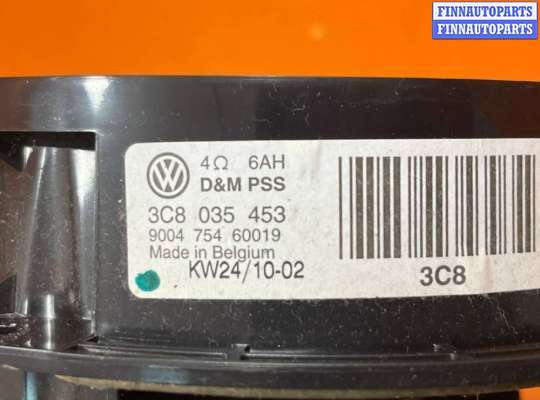 FINNAUTOPARTS
FINNAUTOPARTS
4Ω 6AH
D&M PSS
3C8 035 453
9004 754 60019
Made in Belgium
KW24/10-02
3C8